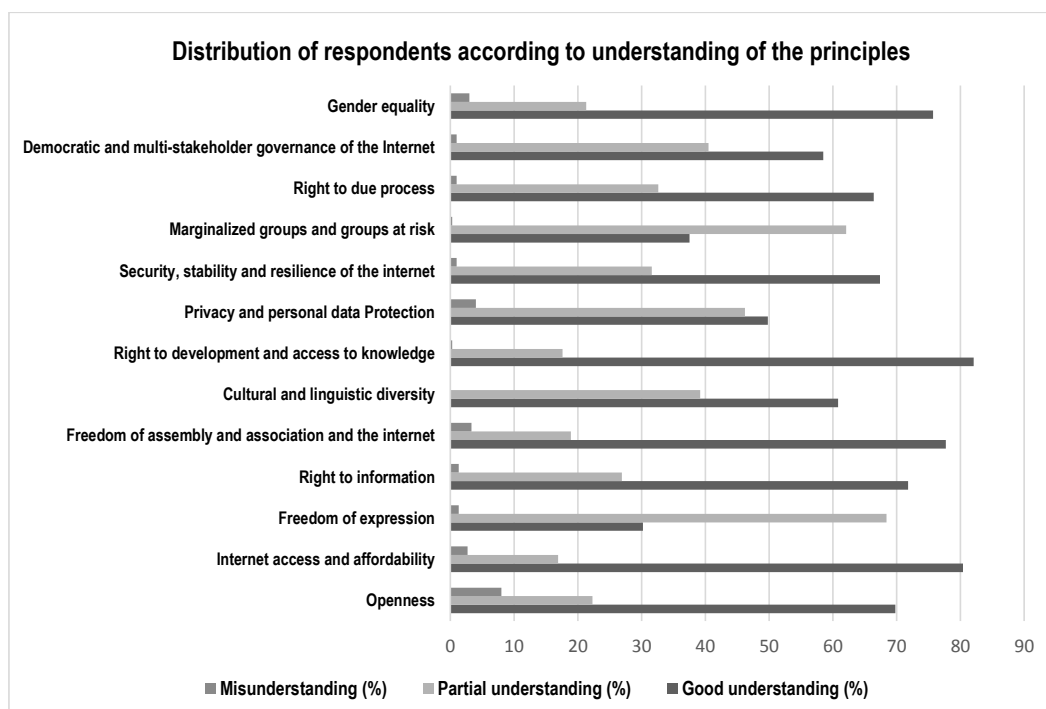 Distribution of respondents according to understanding of the principles
Gender equality
Democratic and multi-stakeholder governance of the Internet
Right to due process
Marginalized groups and groups at risk
Security, stability and resilience of the internet
Privacy and personal data Protection
Right to development and access to knowledge
Cultural and linguistic diversity
Freedom of assembly and association and the internet
Right to information
Freedom of expression
Internet access and affordability
Openness
0 10 20 30 40 50 60 70 80 90
Misunderstanding (%) Partial understanding (%) Good understanding (%)